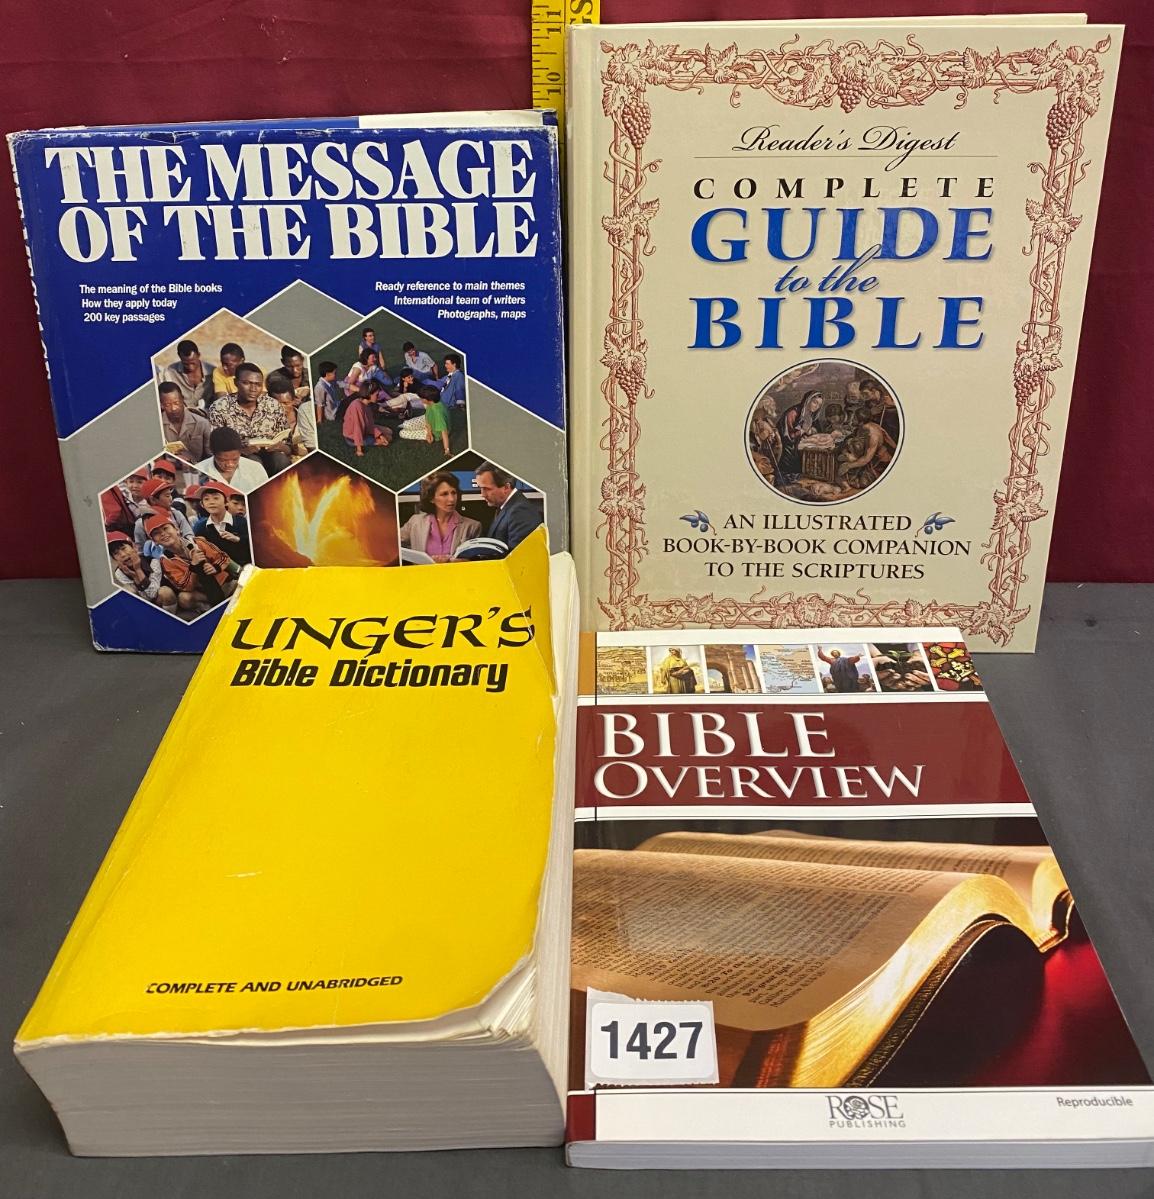 THE MESSAGE
OF THE BIBLE
The meaning of the Bible books
How they apply today
200 key passages
Ready reference to main themes
International team of writers
Photographs, maps
10
11
Reader's Digest
COMPLETE
GUIDE
to the
BIBLE
AN ILLUSTRATED
BOOK-BY-BOOK COMPANION
TO THE SCRIPTURES
UNGER'S
Bible Dictionary
COMPLETE AND UNABRIDGED
BIBLE
OVERVIEW
1427
ROSE
PUBLISHING
Reproducible